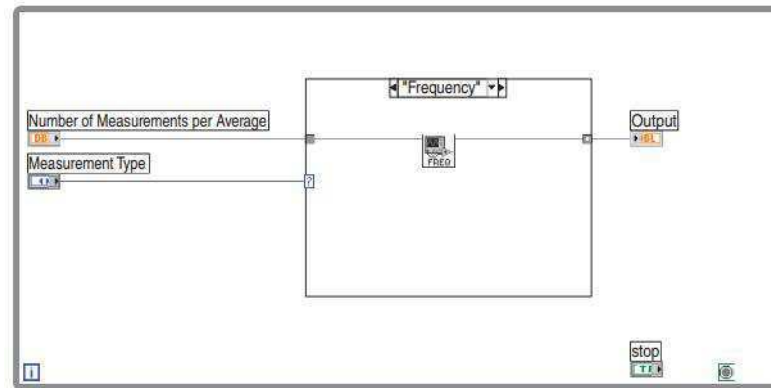 "Frequency"
Number of Measurements per Average
DBL
Output
DBL
FREQ
Measurement Type
?
stop
TF
i